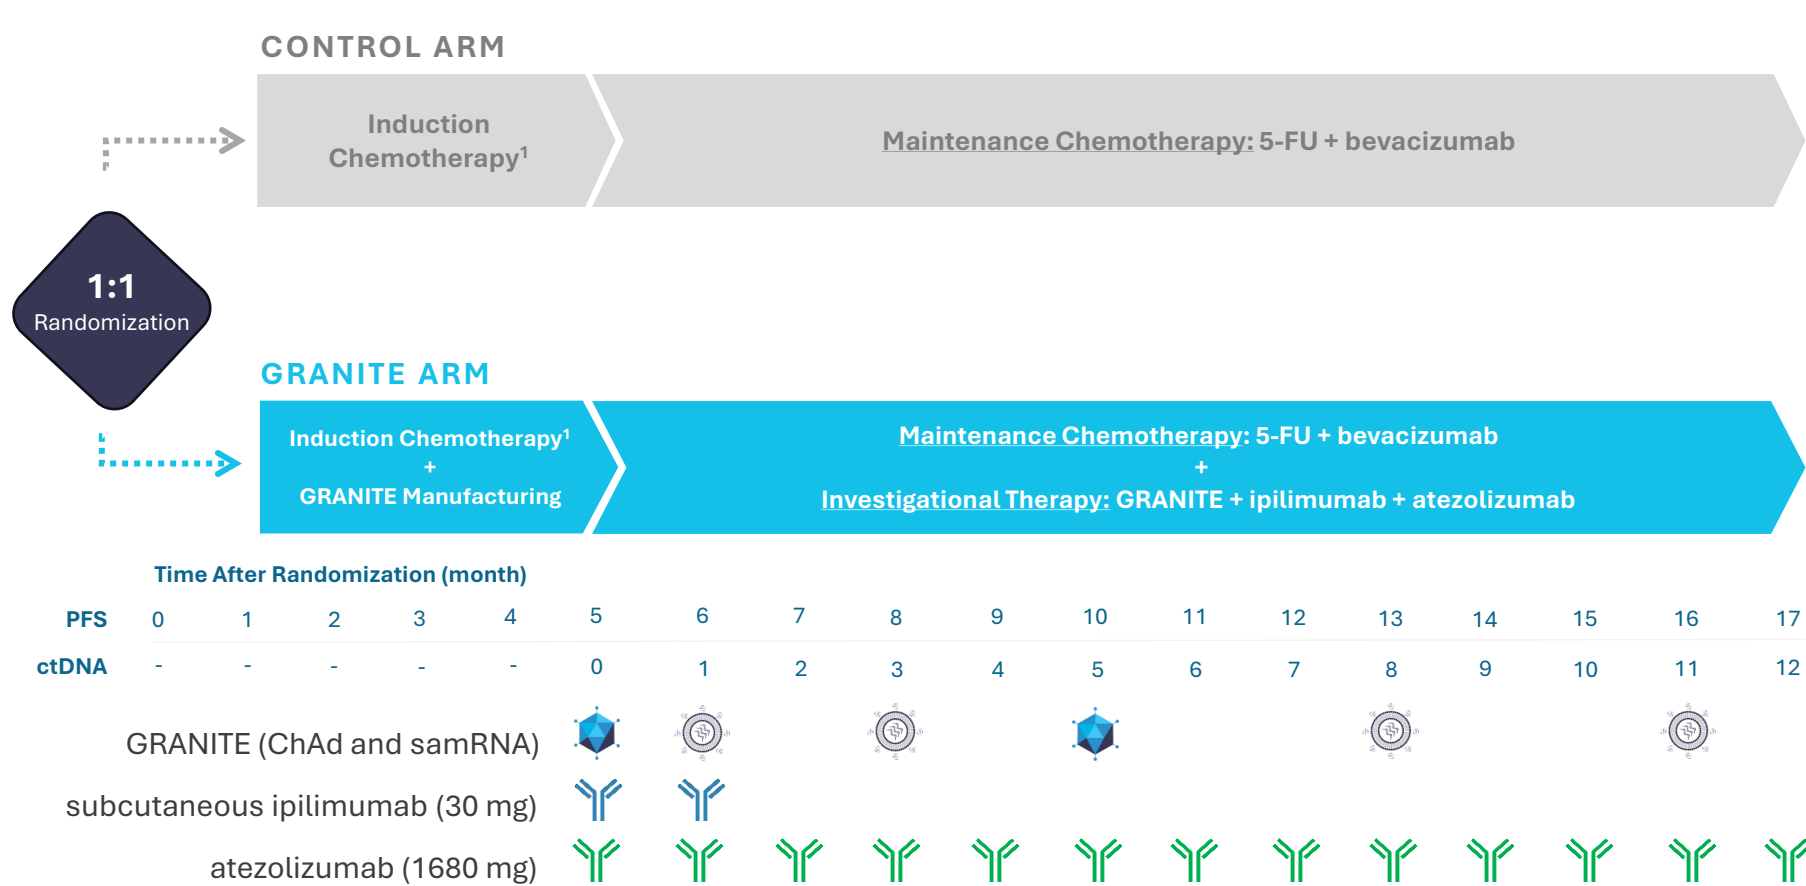 CONTROL ARM
Induction
Chemotherapy¹
Maintenance Chemotherapy: 5-FU + bevacizumab
1:1
Randomization
GRANITE ARM
Induction Chemotherapy¹
+
GRANITE Manufacturing
Maintenance Chemotherapy: 5-FU + bevacizumab
+
Investigational Therapy: GRANITE + ipilimumab + atezolizumab
Time After Randomization (month)
PFS 0 1 2 3 4 5 6 7 8 9 10 11 12 13 14 15 16 17
ctDNA - - - - - 0 1 2 3 4 5 6 7 8 9 10 11 12
GRANITE (ChAd and samRNA)
subcutaneous ipilimumab (30 mg)
atezolizumab (1680 mg)